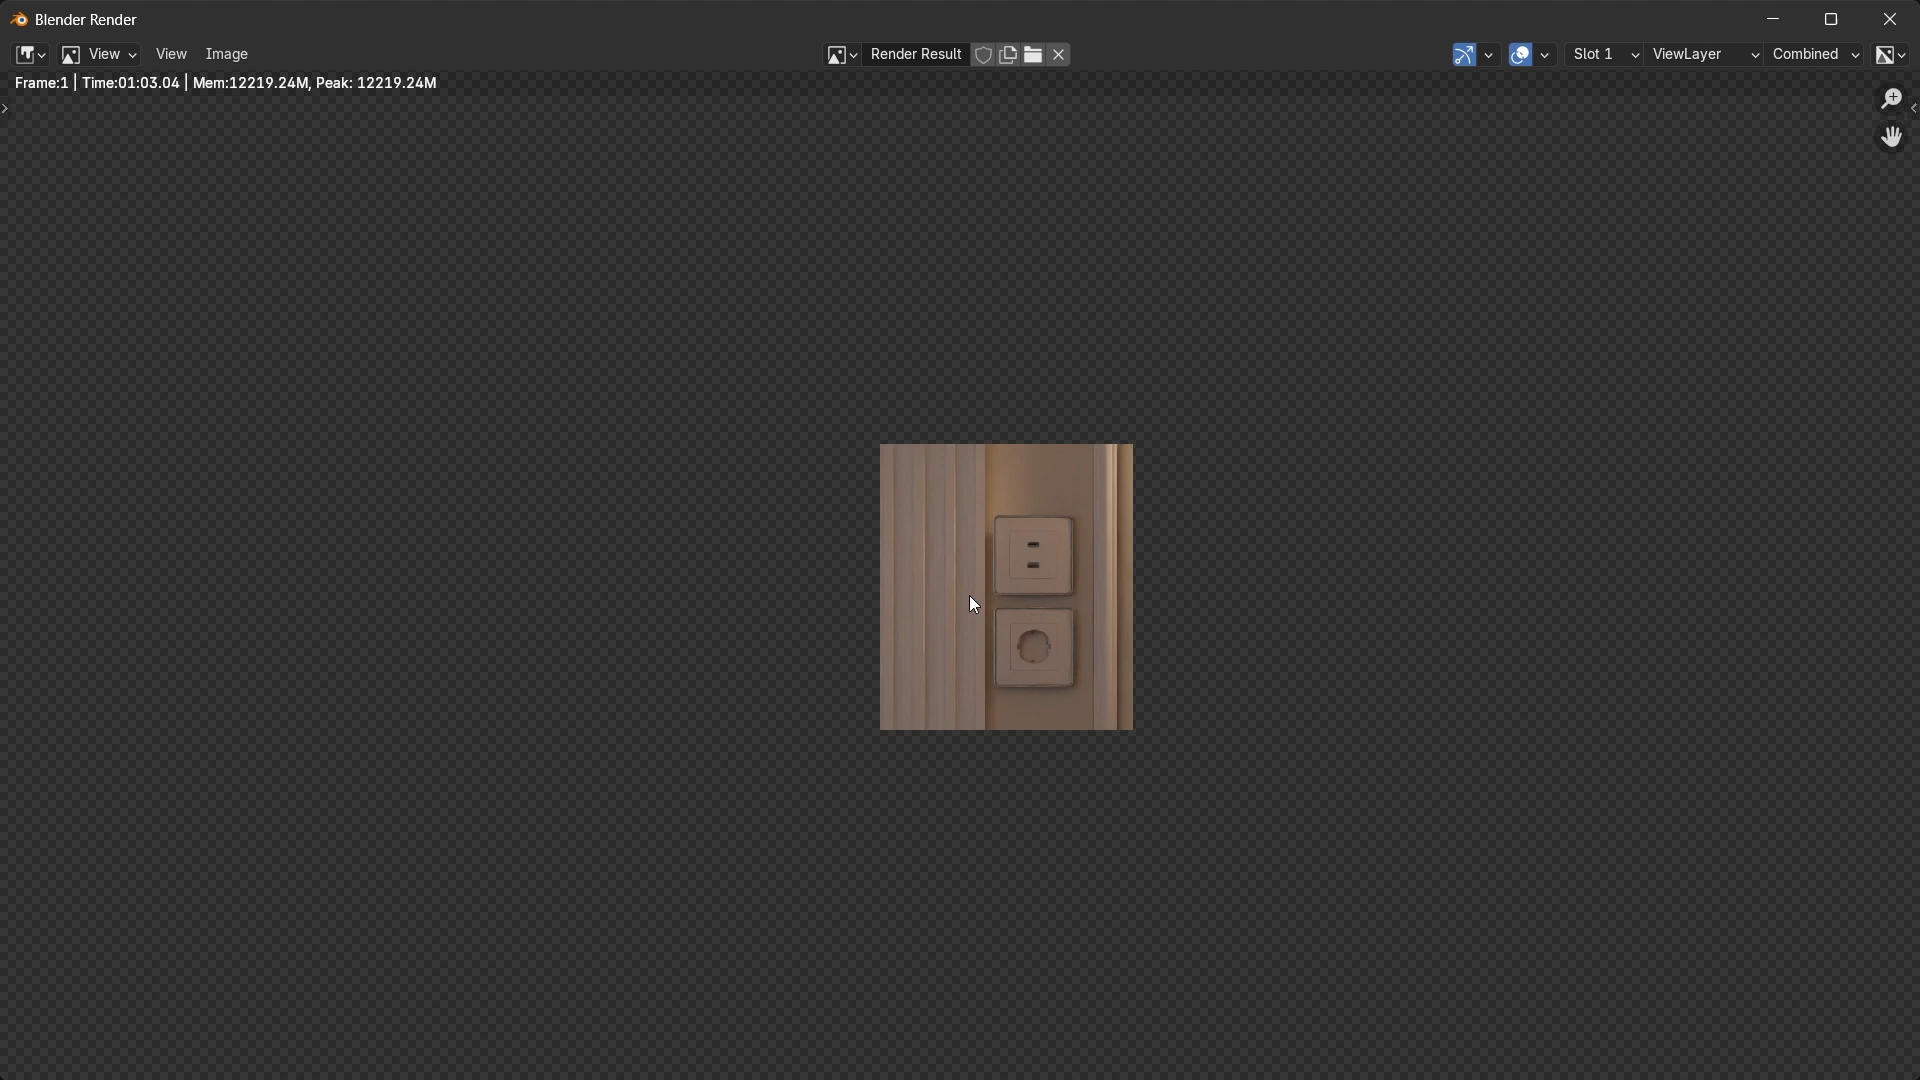 Blender Render
View View Image Render Result Slot 1 ViewLayer Combined
Frame:1 | Time:01:03.04 | Mem:12219.24M, Peak: 12219.24M